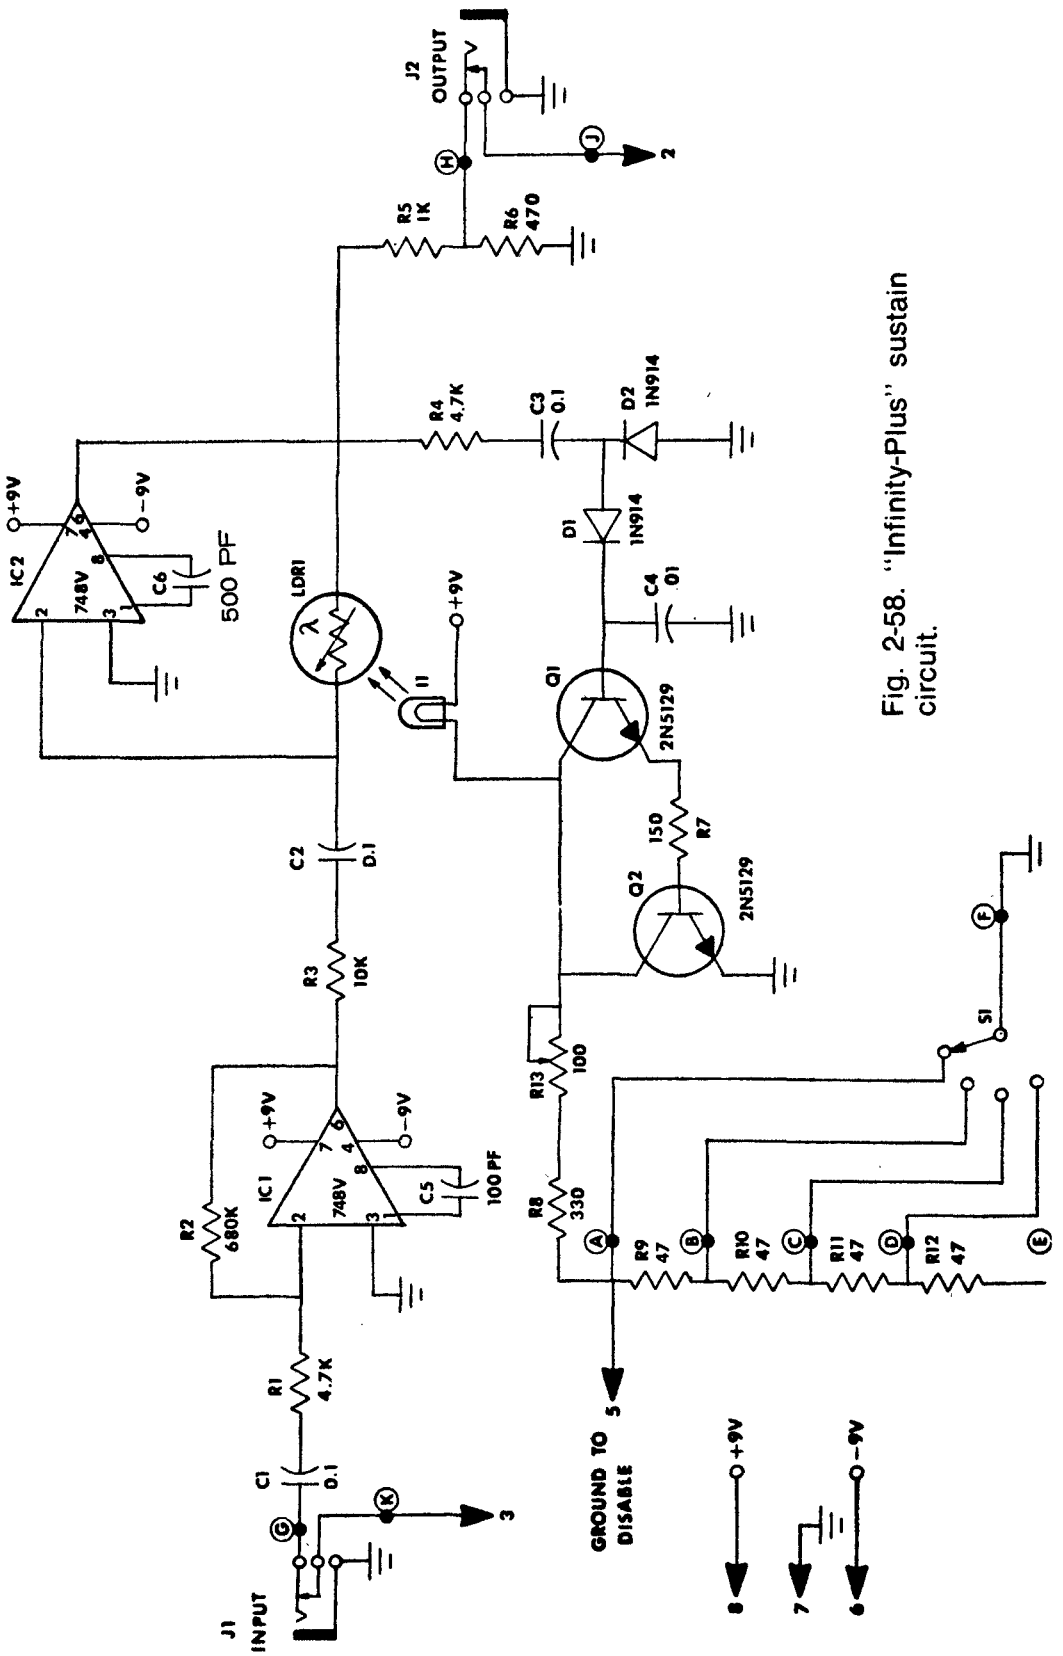 J1
INPUT
G
K
3
C1
D.1
R1
4.7K
R2
680K
IC1
748V
2
3
6
7
4
8
+9V
-9V
C5
100 PF
R3
10K
C2
D.1
IC2
748V
2
3
6
7
4
8
+9V
-9V
C6
500 PF
LDR1
λ
I1
+9V
R4
4.7K
C3
0.1
D2
1N914
D1
1N914
C4
.01
Q1
2N5129
R7
150
Q2
2N5129
R5
1K
R6
470
H
J2
OUTPUT
J
2
R13
100
R8
330
A
R9
47
B
R10
47
C
R11
47
D
R12
47
E
S1
F
GROUND TO
DISABLE
5
8
+9V
7
6
-9V
Fig. 2-58. “Infinity-Plus” sustain
circuit.